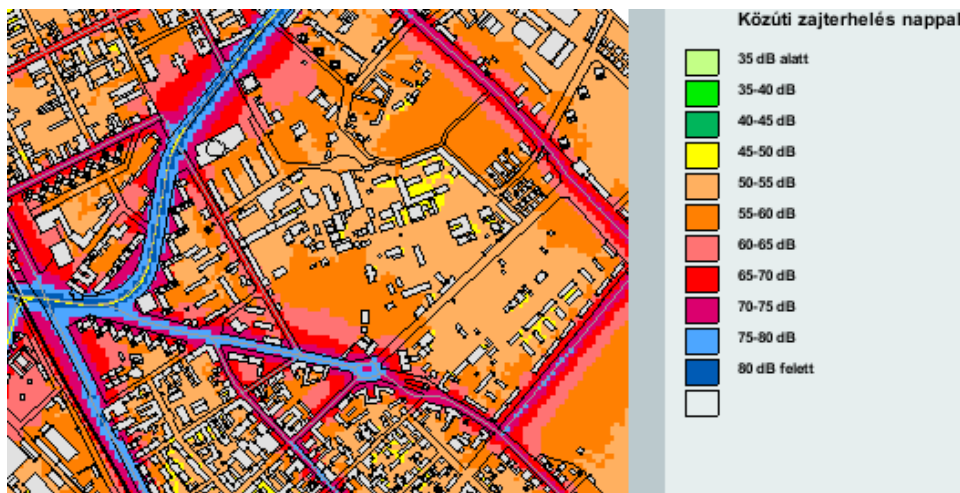 Közúti zajterhelés nappal
35 dB alatt
35-40 dB
40-45 dB
45-50 dB
50-55 dB
55-60 dB
60-65 dB
65-70 dB
70-75 dB
75-80 dB
80 dB felett